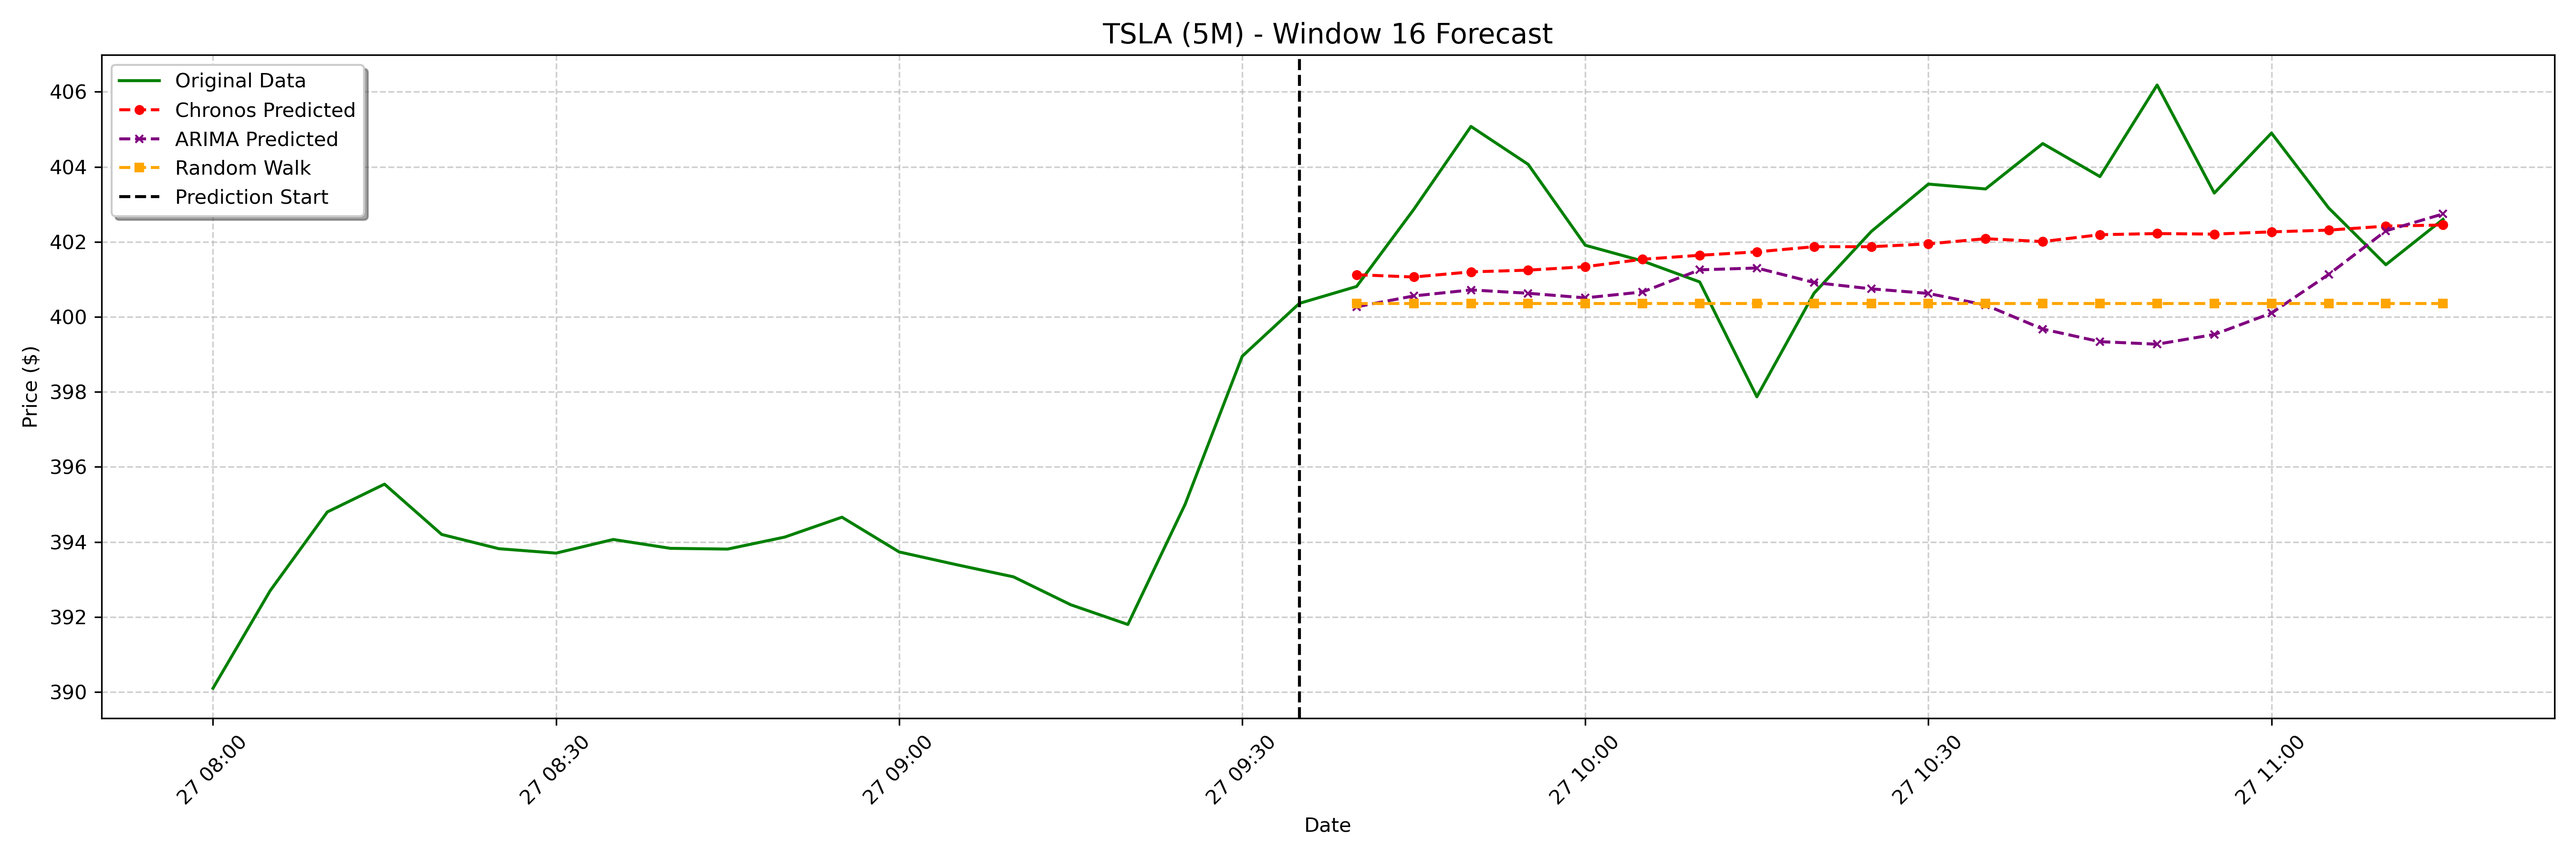 TSLA (5M) - Window 16 Forecast
Original Data
Chronos Predicted
ARIMA Predicted
Random Walk
Prediction Start
406
404
402
400
398
396
394
392
390
Price ($)
27 08:00
27 08:30
27 09:00
27 09:30
27 10:00
27 10:30
27 11:00
Date